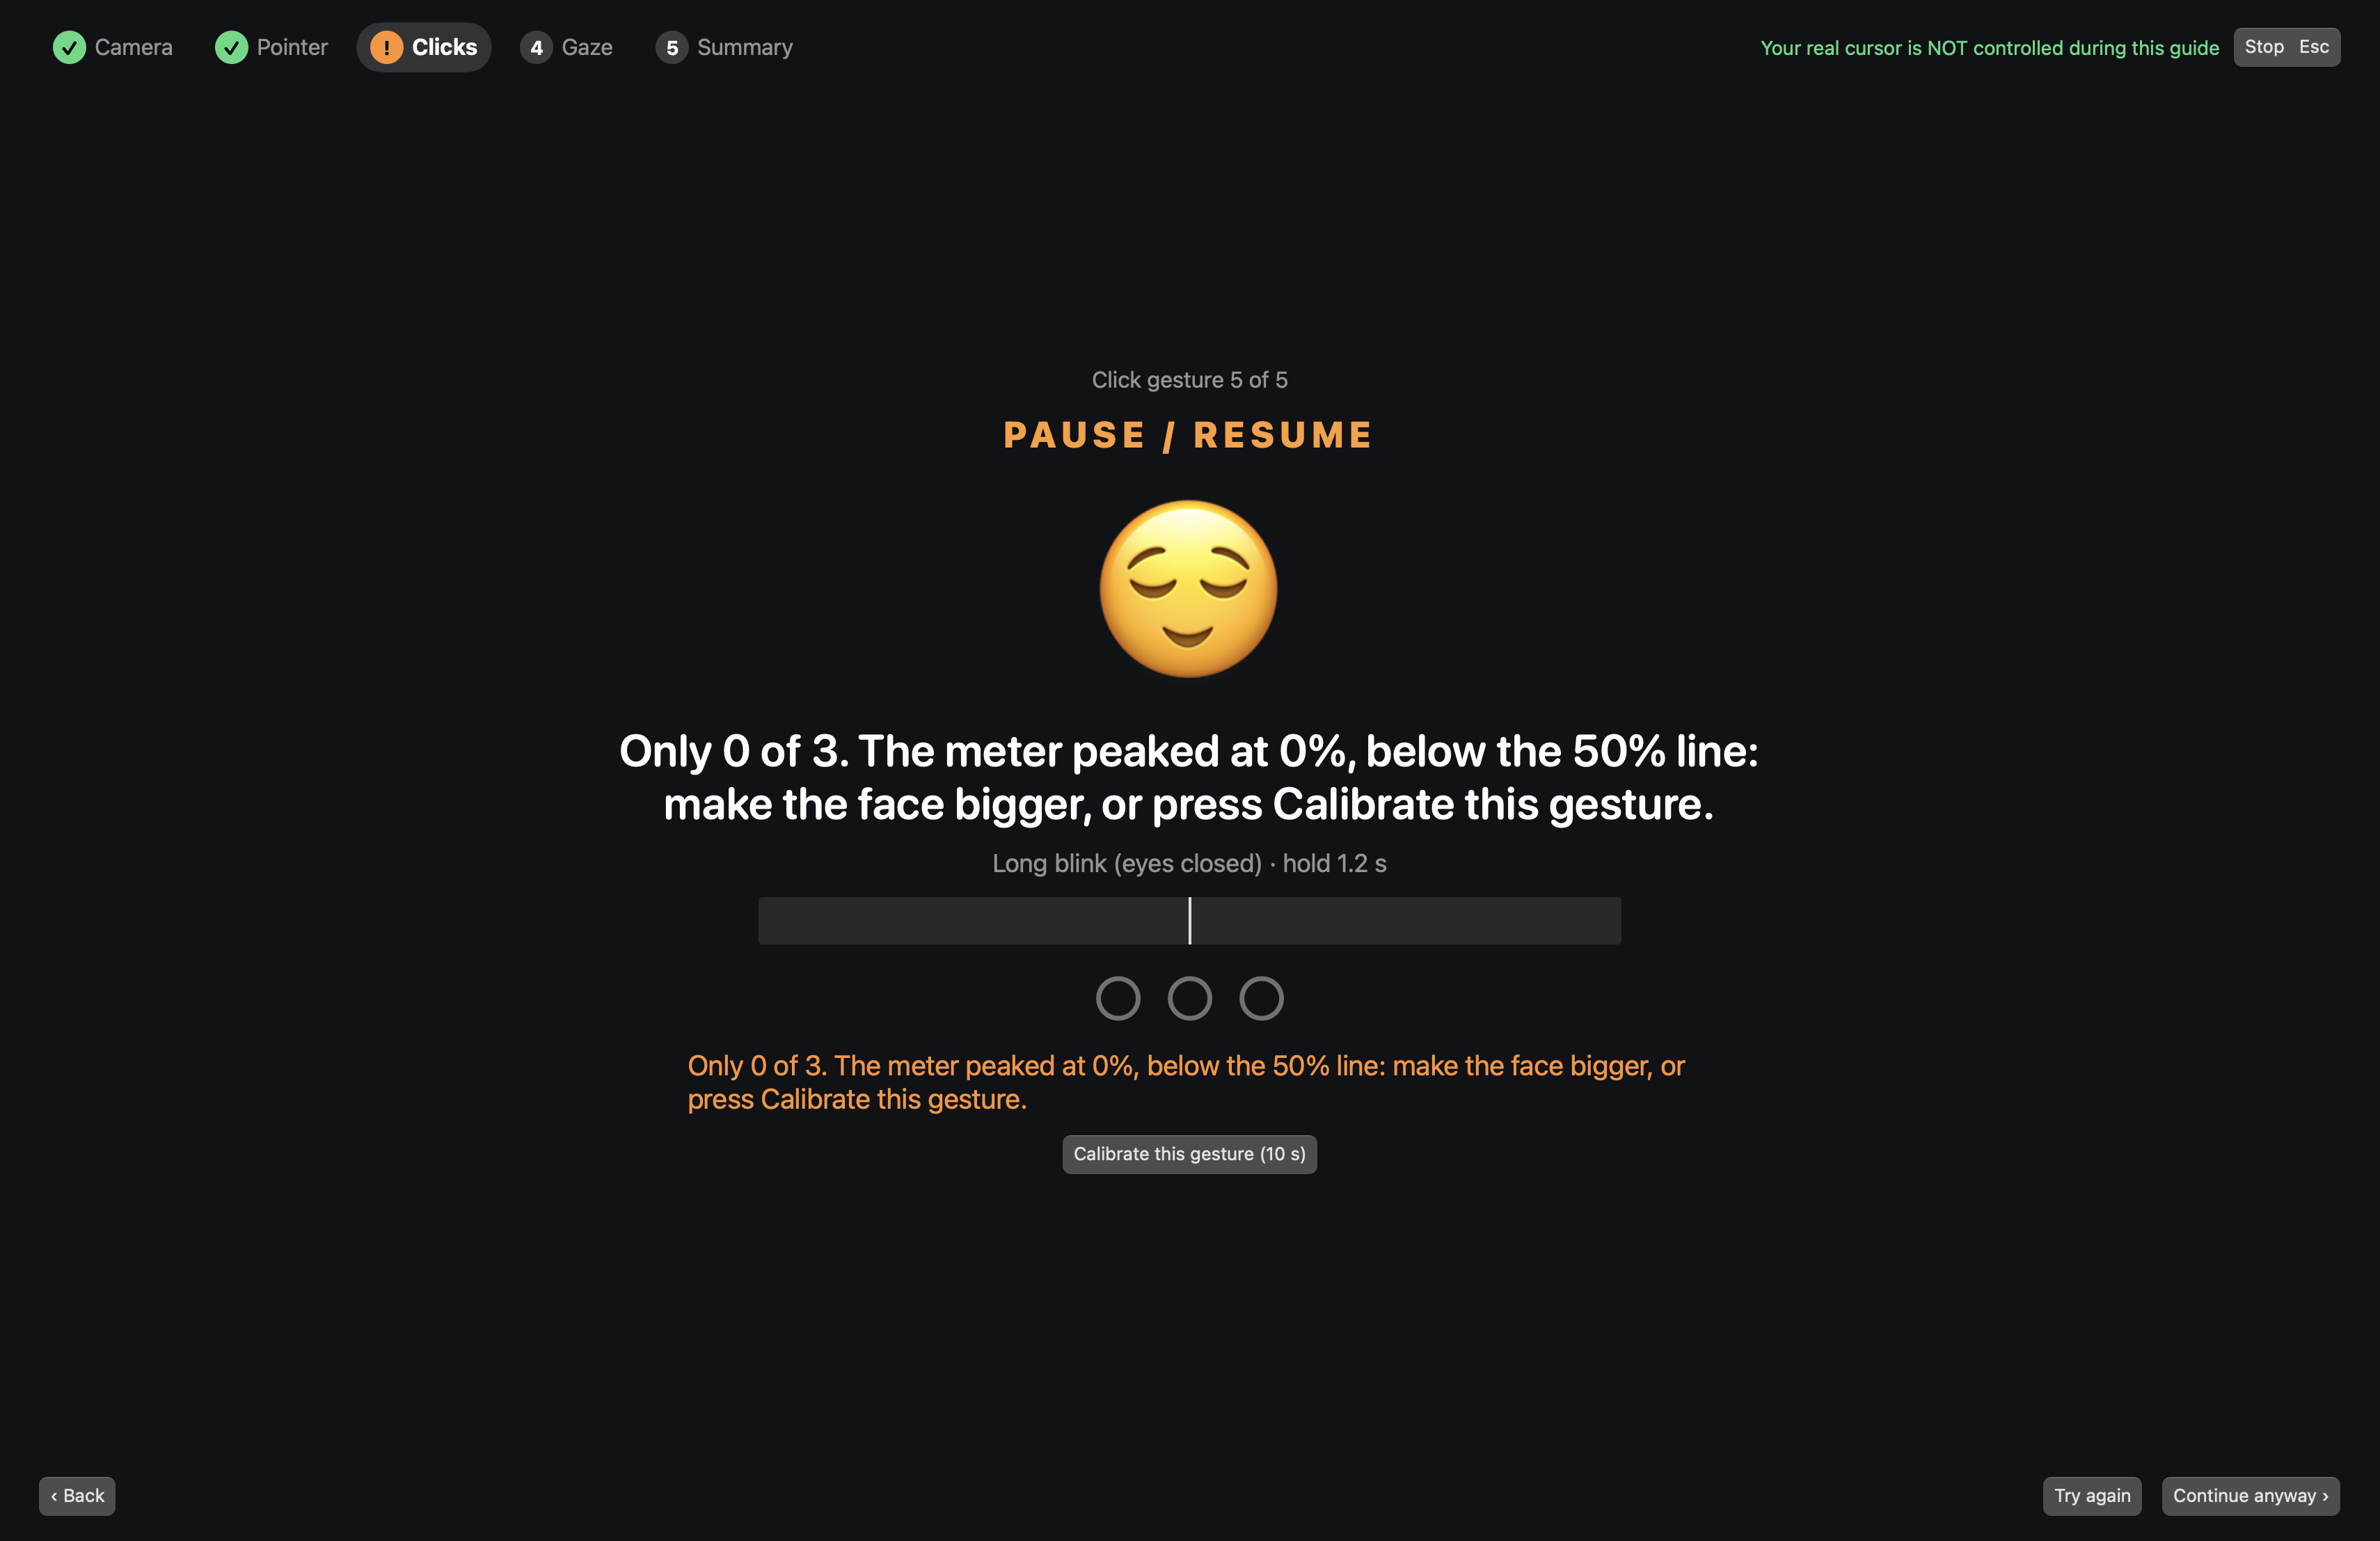 Camera
Pointer
! Clicks
4 Gaze
5 Summary
Your real cursor is NOT controlled during this guide
Stop Esc
Click gesture 5 of 5
PAUSE / RESUME
Only 0 of 3. The meter peaked at 0%, below the 50% line:
make the face bigger, or press Calibrate this gesture.
Long blink (eyes closed) · hold 1.2 s
Only 0 of 3. The meter peaked at 0%, below the 50% line: make the face bigger, or
press Calibrate this gesture.
Calibrate this gesture (10 s)
‹ Back
Try again
Continue anyway ›